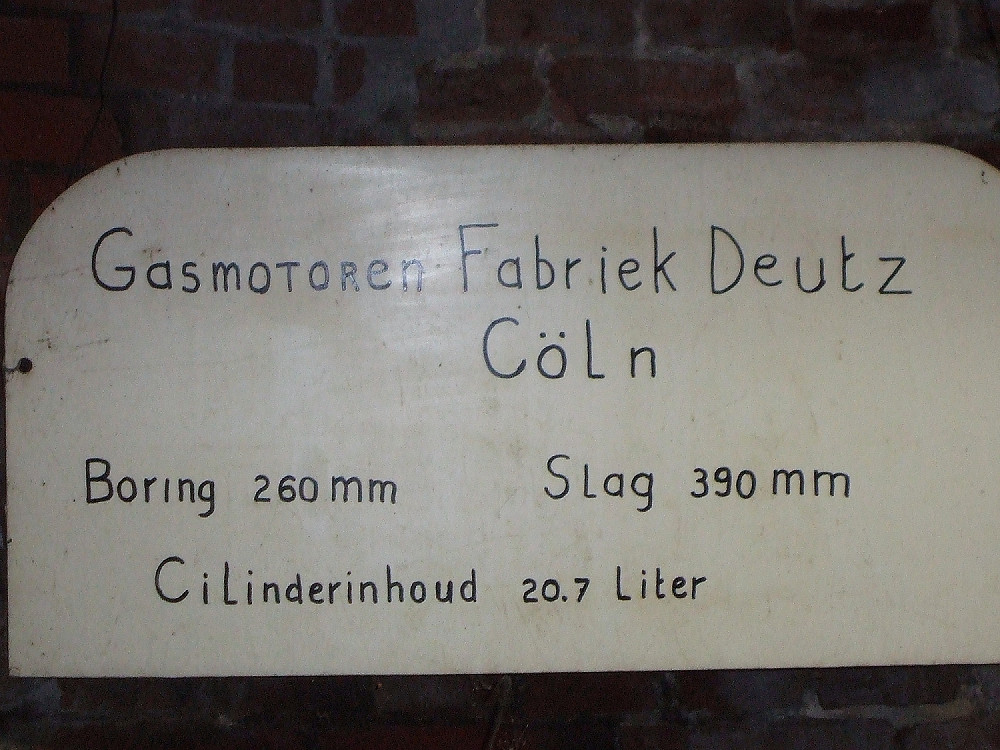 Gasmotoren Fabriek Deutz
Cöln
Boring 260 mm Slag 390 mm
Cilinderinhoud 20.7 Liter